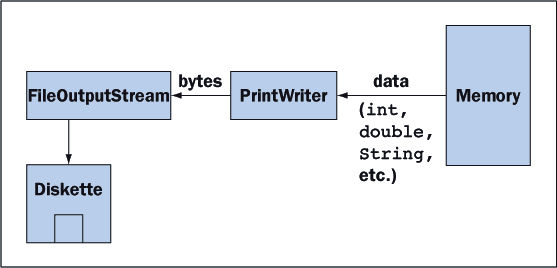 FileOutputStream
bytes
PrintWriter
data
(int,
double,
String,
etc.)
Memory
Diskette